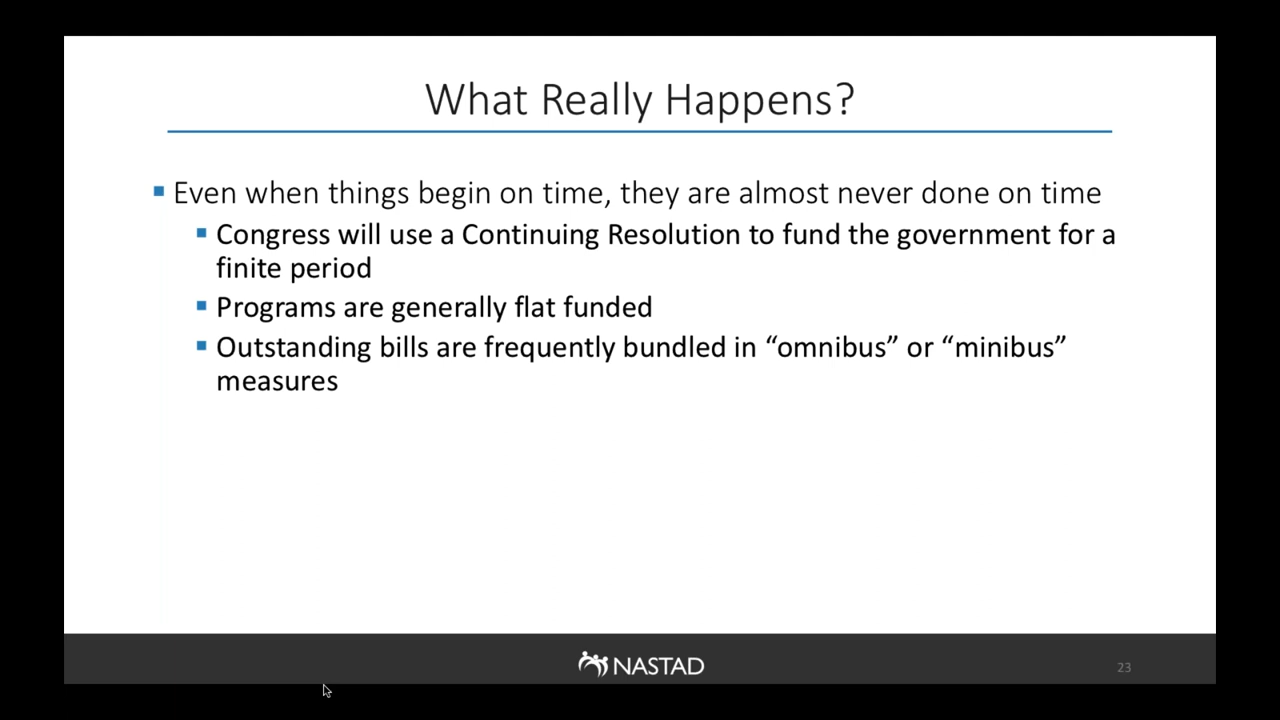 What Really Happens?
▪ Even when things begin on time, they are almost never done on time
▪ Congress will use a Continuing Resolution to fund the government for a
finite period
▪ Programs are generally flat funded
▪ Outstanding bills are frequently bundled in “omnibus” or “minibus”
measures
NASTAD
23